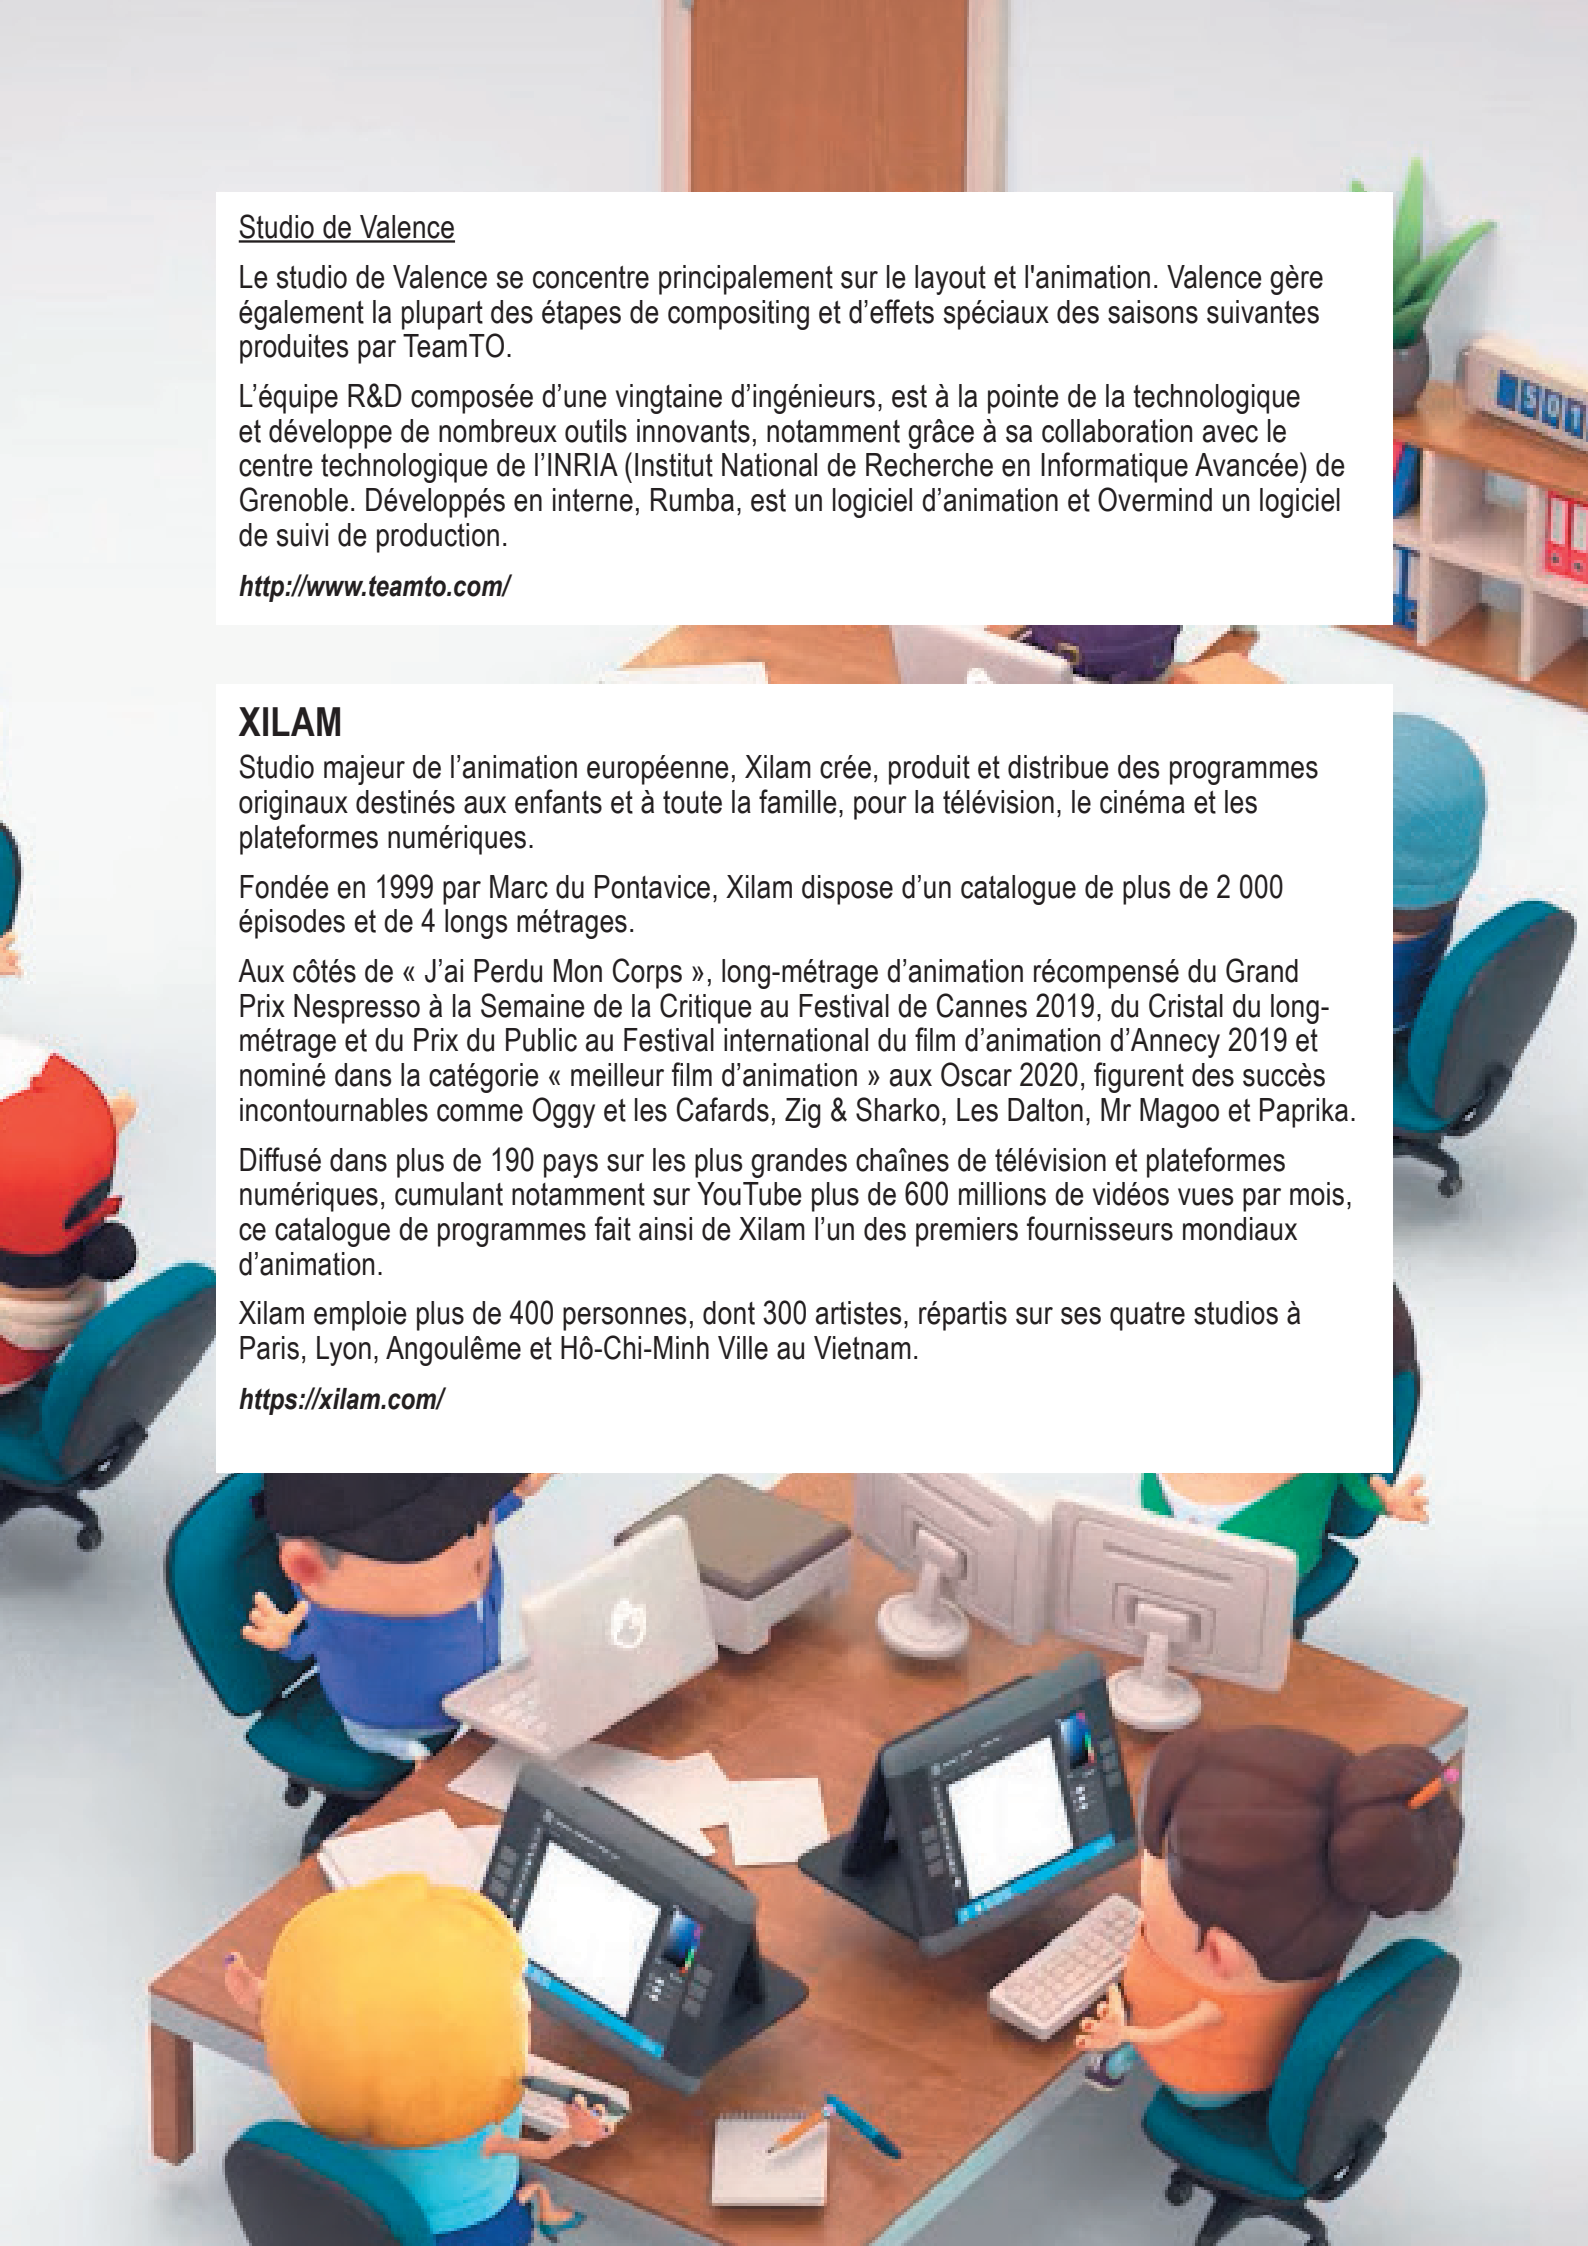 Studio de Valence
Le studio de Valence se concentre principalement sur le layout et l'animation. Valence gère
également la plupart des étapes de compositing et d’effets spéciaux des saisons suivantes
produites par TeamTO.
L’équipe R&D composée d’une vingtaine d’ingénieurs, est à la pointe de la technologique
et développe de nombreux outils innovants, notamment grâce à sa collaboration avec le
centre technologique de l’INRIA (Institut National de Recherche en Informatique Avancée) de
Grenoble. Développés en interne, Rumba, est un logiciel d’animation et Overmind un logiciel
de suivi de production.
http://www.teamto.com/
S01
XILAM
Studio majeur de l’animation européenne, Xilam crée, produit et distribue des programmes
originaux destinés aux enfants et à toute la famille, pour la télévision, le cinéma et les
plateformes numériques.
Fondée en 1999 par Marc du Pontavice, Xilam dispose d’un catalogue de plus de 2 000
épisodes et de 4 longs métrages.
Aux côtés de « J’ai Perdu Mon Corps », long-métrage d’animation récompensé du Grand
Prix Nespresso à la Semaine de la Critique au Festival de Cannes 2019, du Cristal du long-
métrage et du Prix du Public au Festival international du film d’animation d’Annecy 2019 et
nominé dans la catégorie « meilleur film d’animation » aux Oscar 2020, figurent des succès
incontournables comme Oggy et les Cafards, Zig & Sharko, Les Dalton, Mr Magoo et Paprika.
Diffusé dans plus de 190 pays sur les plus grandes chaînes de télévision et plateformes
numériques, cumulant notamment sur YouTube plus de 600 millions de vidéos vues par mois,
ce catalogue de programmes fait ainsi de Xilam l’un des premiers fournisseurs mondiaux
d’animation.
Xilam emploie plus de 400 personnes, dont 300 artistes, répartis sur ses quatre studios à
Paris, Lyon, Angoulême et Hô-Chi-Minh Ville au Vietnam.
https://xilam.com/